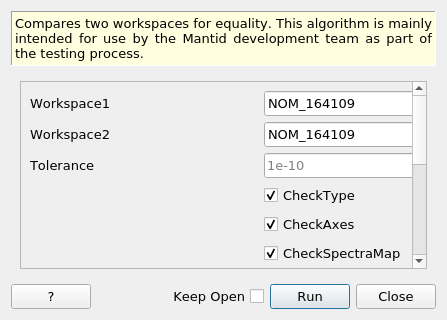 Compares two workspaces for equality. This algorithm is mainly
intended for use by the Mantid development team as part of
the testing process.
Workspace1 NOM_164109
Workspace2 NOM_164109
Tolerance 1e-10
CheckType
CheckAxes
CheckSpectraMap
? Keep Open Run Close